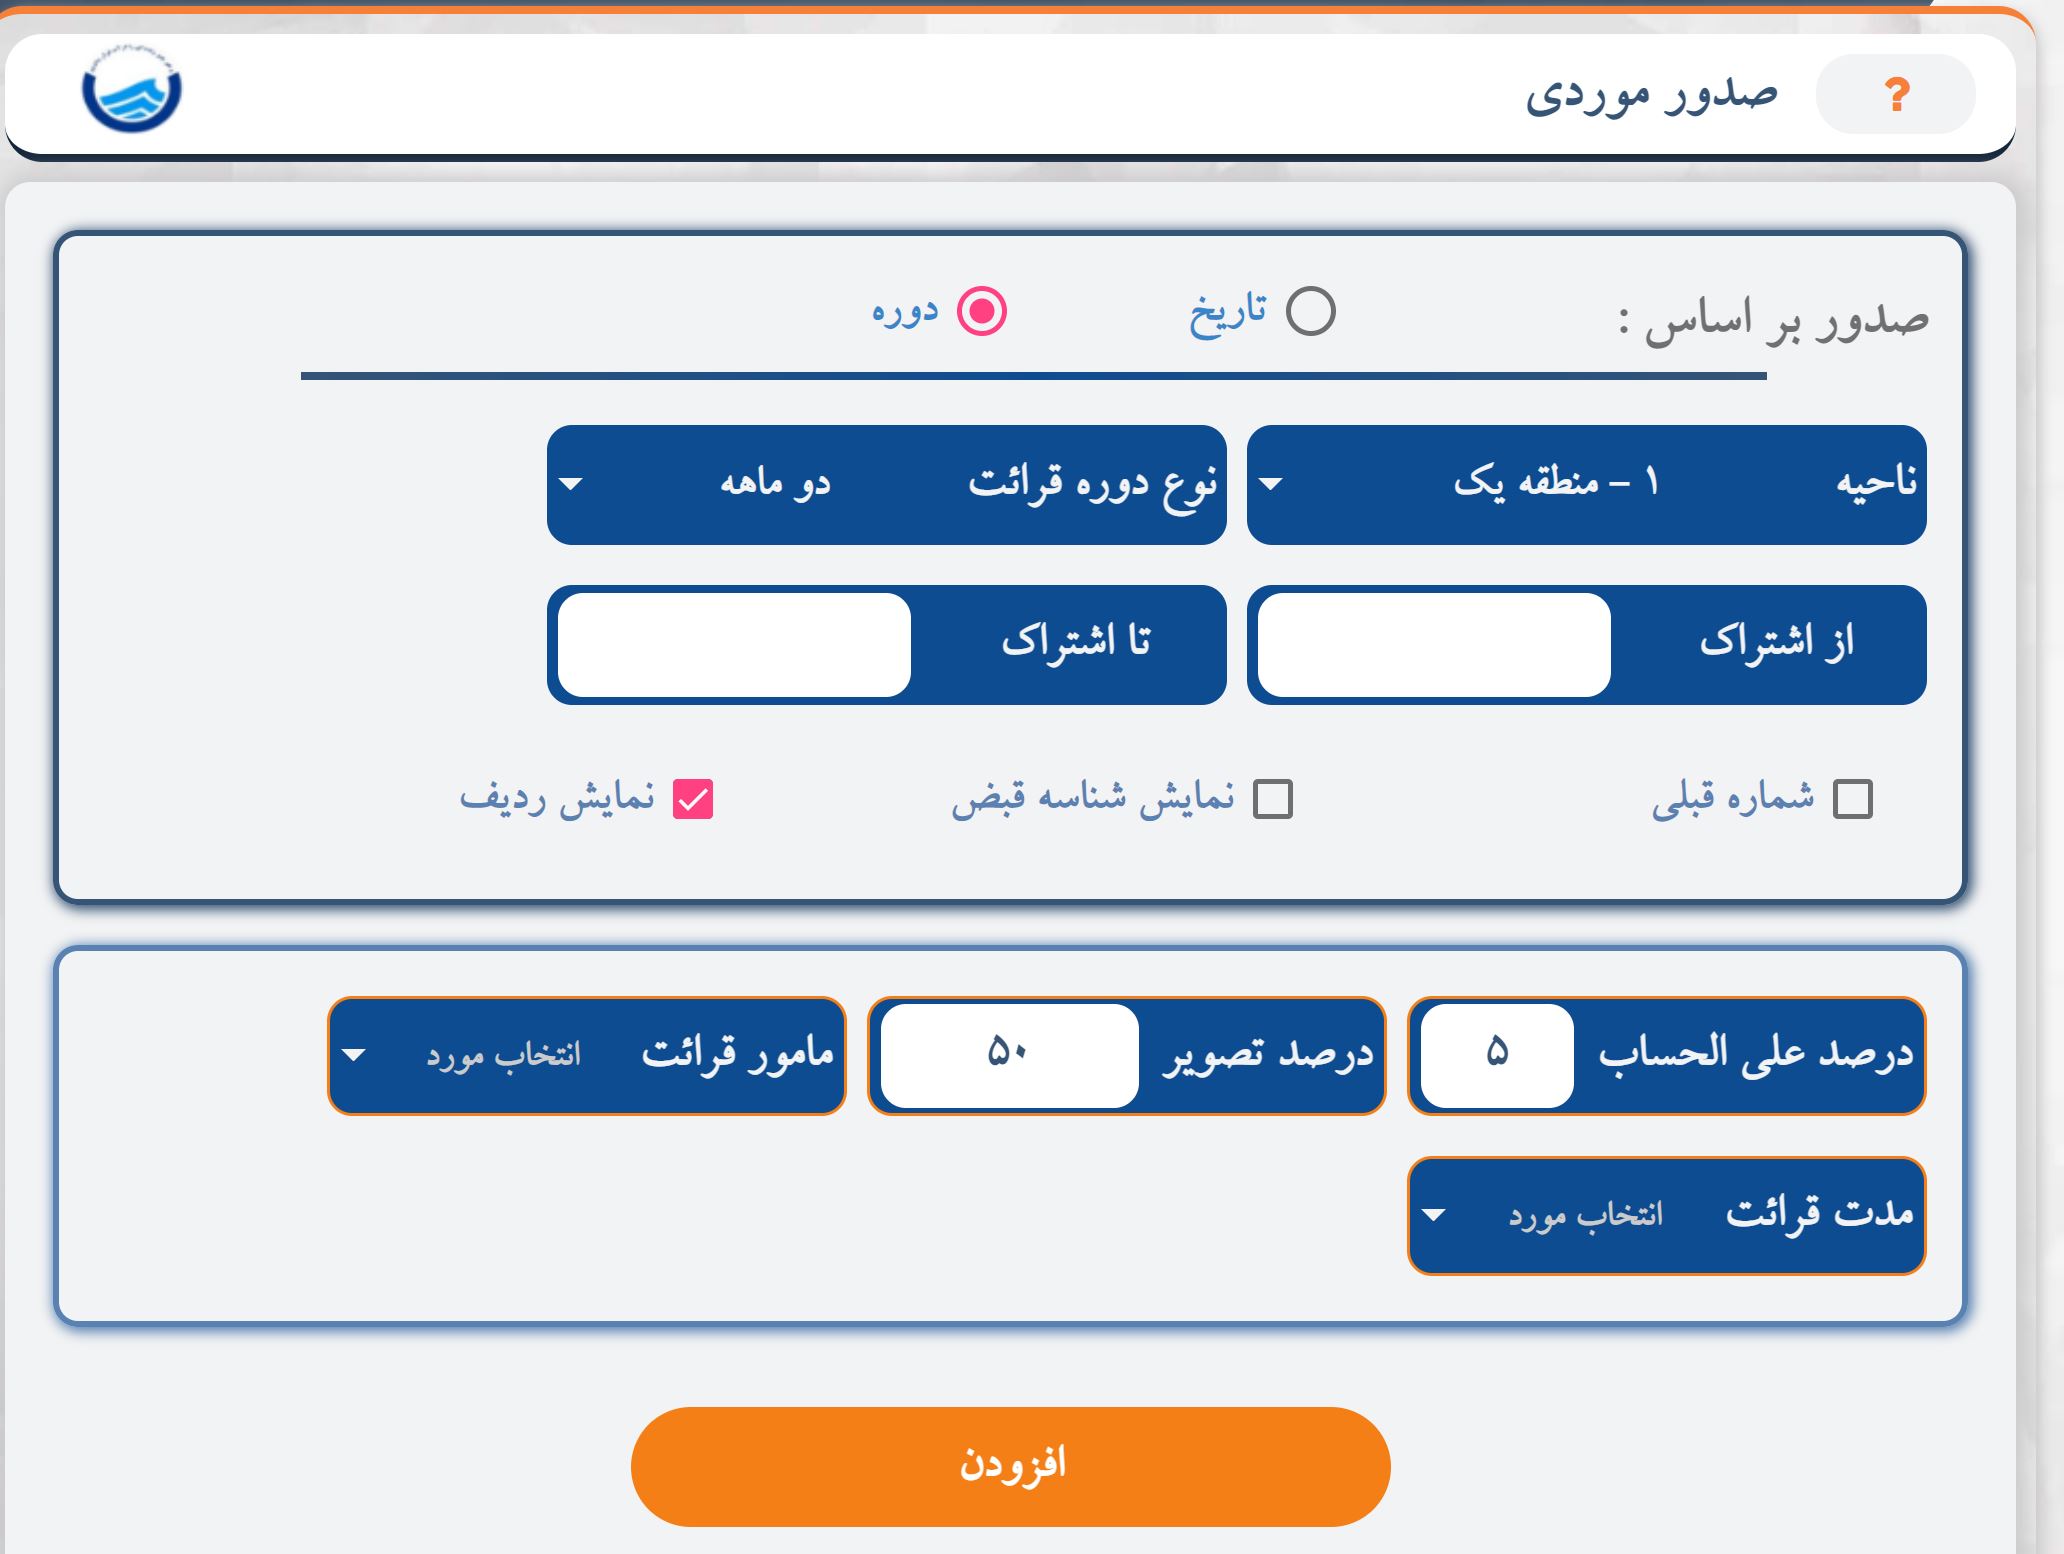 صدور موردی ?
صدور بر اساس : تاریخ دوره
ناحیه ۱ – منطقه یک نوع دوره قرائت دو ماهه
از اشتراک تا اشتراک
شماره قبلی نمایش شناسه قبض نمایش ردیف
درصد علی الحساب ۵ درصد تصویر ۵۰ مامور قرائت انتخاب مورد
مدت قرائت انتخاب مورد
افزودن